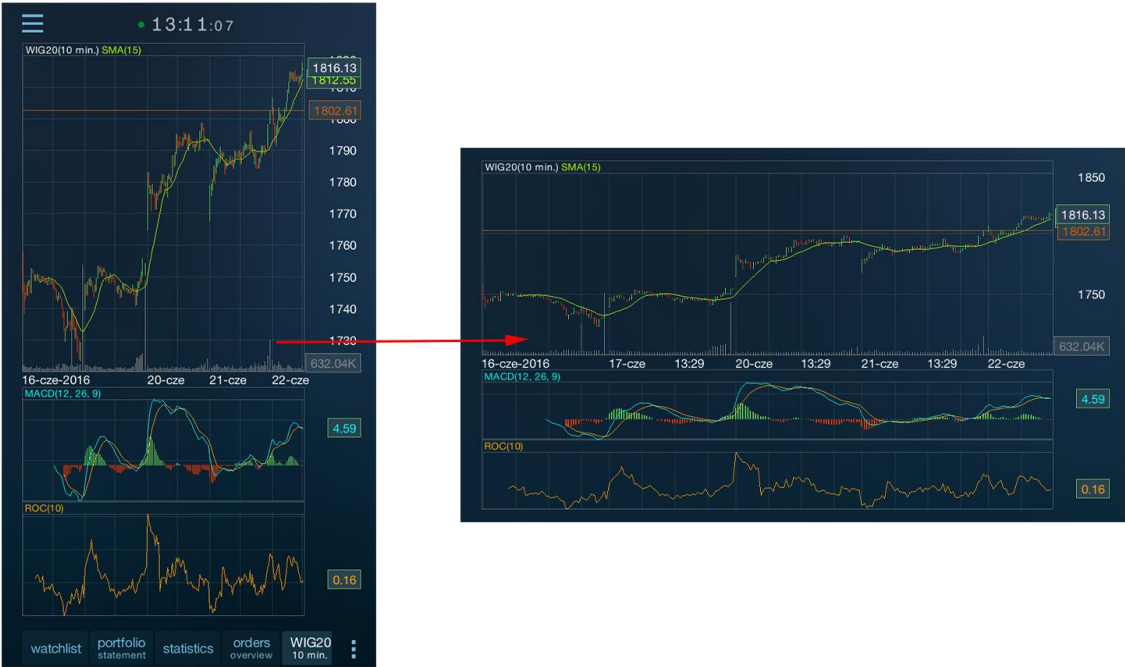 13:11:07
WIG20(10 min.) SMA(15)
1816.13
1812.55
1802.61
1800
1790
1780
1770
1760
1750
1740
1730
632.04K
16-cze-2016 20-cze 21-cze 22-cze
MACD(12, 26, 9)
4.59
ROC(10)
0.16
watchlist portfolio statement statistics orders overview WIG20 10 min.
WIG20(10 min.) SMA(15)
1850
1816.13
1802.61
1750
632.04K
16-cze-2016 17-cze 13:29 20-cze 13:29 21-cze 13:29 22-cze
MACD(12, 26, 9)
4.59
ROC(10)
0.16